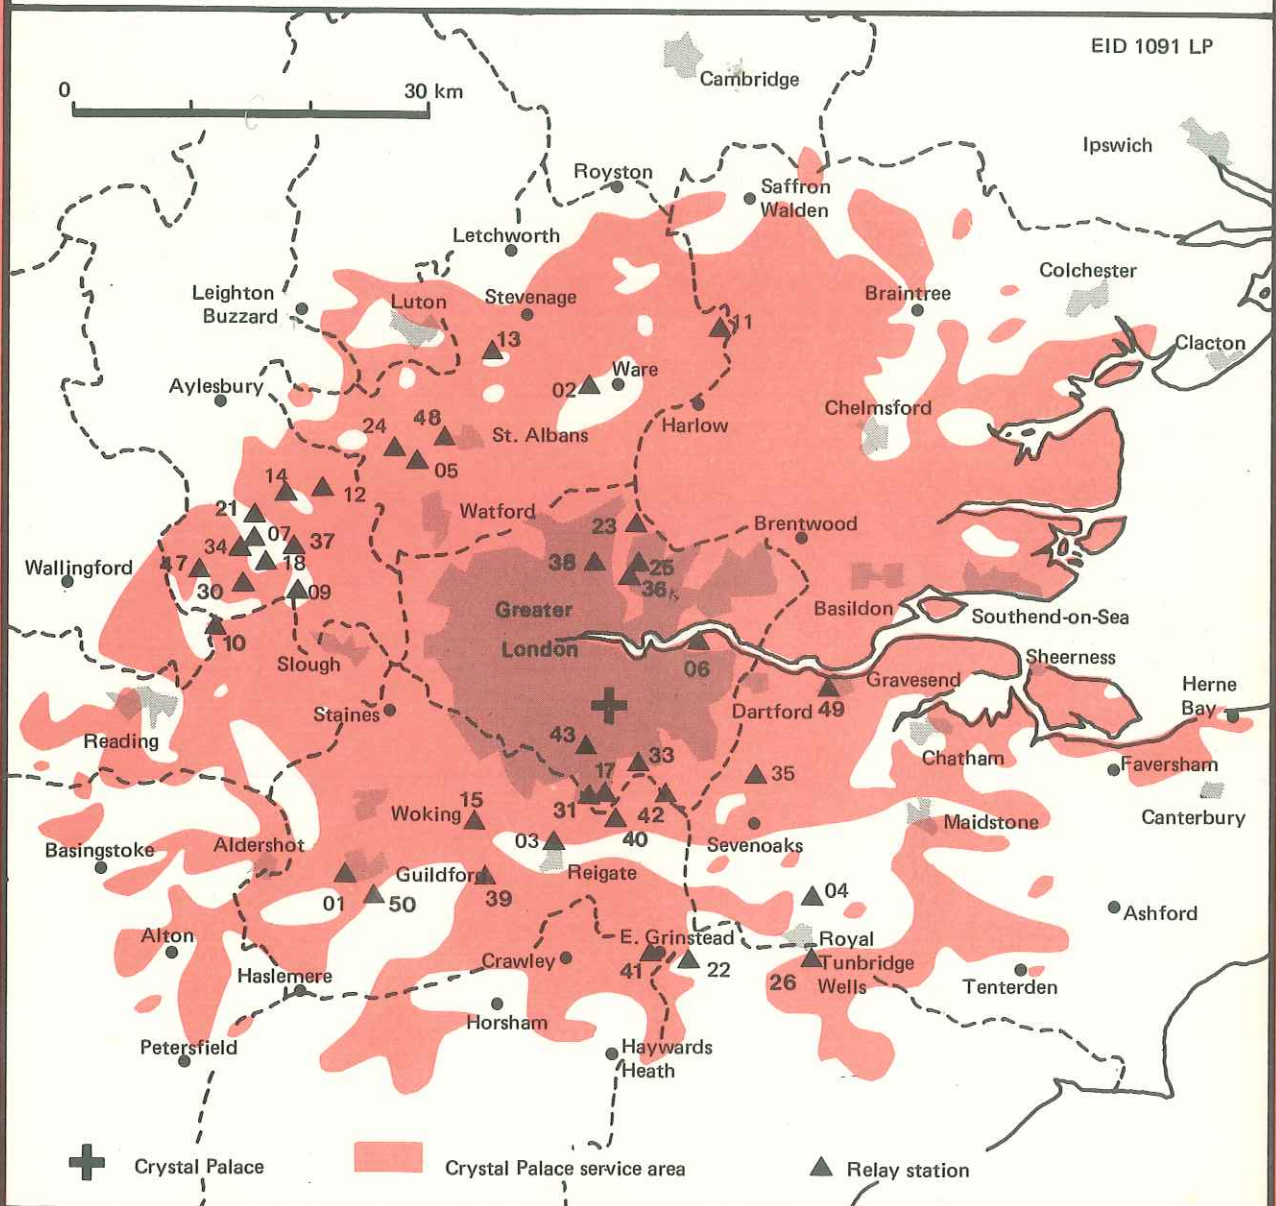 EID 1091 LP
0
30 km
Cambridge
Ipswich
Royston
Saffron
Walden
Letchworth
Colchester
Leighton
Buzzard
Luton
Stevenage
Braintree
11
13
Clacton
Ware
02
Aylesbury
Chelmsford
Harlow
24
48
St. Albans
05
14
12
21
Watford
23
Brentwood
07
37
34
47
18
38
25
Wallingford
30
09
36
Greater
Basildon
Southend-on-Sea
10
London
Slough
06
Sheerness
Gravesend
Herne
Bay
Staines
Dartford
49
Reading
43
Chatham
33
Faversham
17
35
15
Woking
31
42
Canterbury
Maidstone
03
40
Sevenoaks
Basingstoke
Aldershot
Guildford
Reigate
39
04
01
50
Ashford
Alton
E. Grinstead
Royal
Tunbridge
Wells
Crawley
41
22
26
Haslemere
Tenterden
Horsham
Petersfield
Haywards
Heath
Crystal Palace
Crystal Palace service area
Relay station